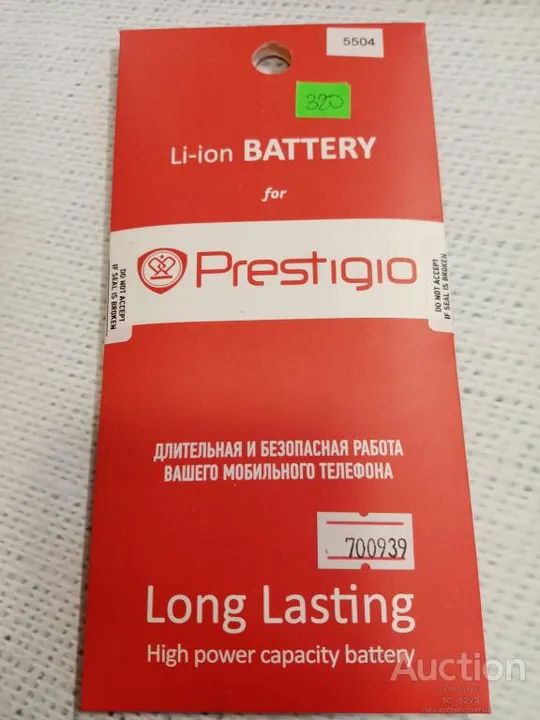 5504
320
Li-ion BATTERY
for
Prestigio
DO NOT ACCEPT
IF SEAL IS BROKEN
DO NOT ACCEPT
IF SEAL IS BROKEN
ДЛИТЕЛЬНАЯ И БЕЗОПАСНАЯ РАБОТА
ВАШЕГО МОБИЛЬНОГО ТЕЛЕФОНА
700939
Long Lasting
High power capacity battery
Auction